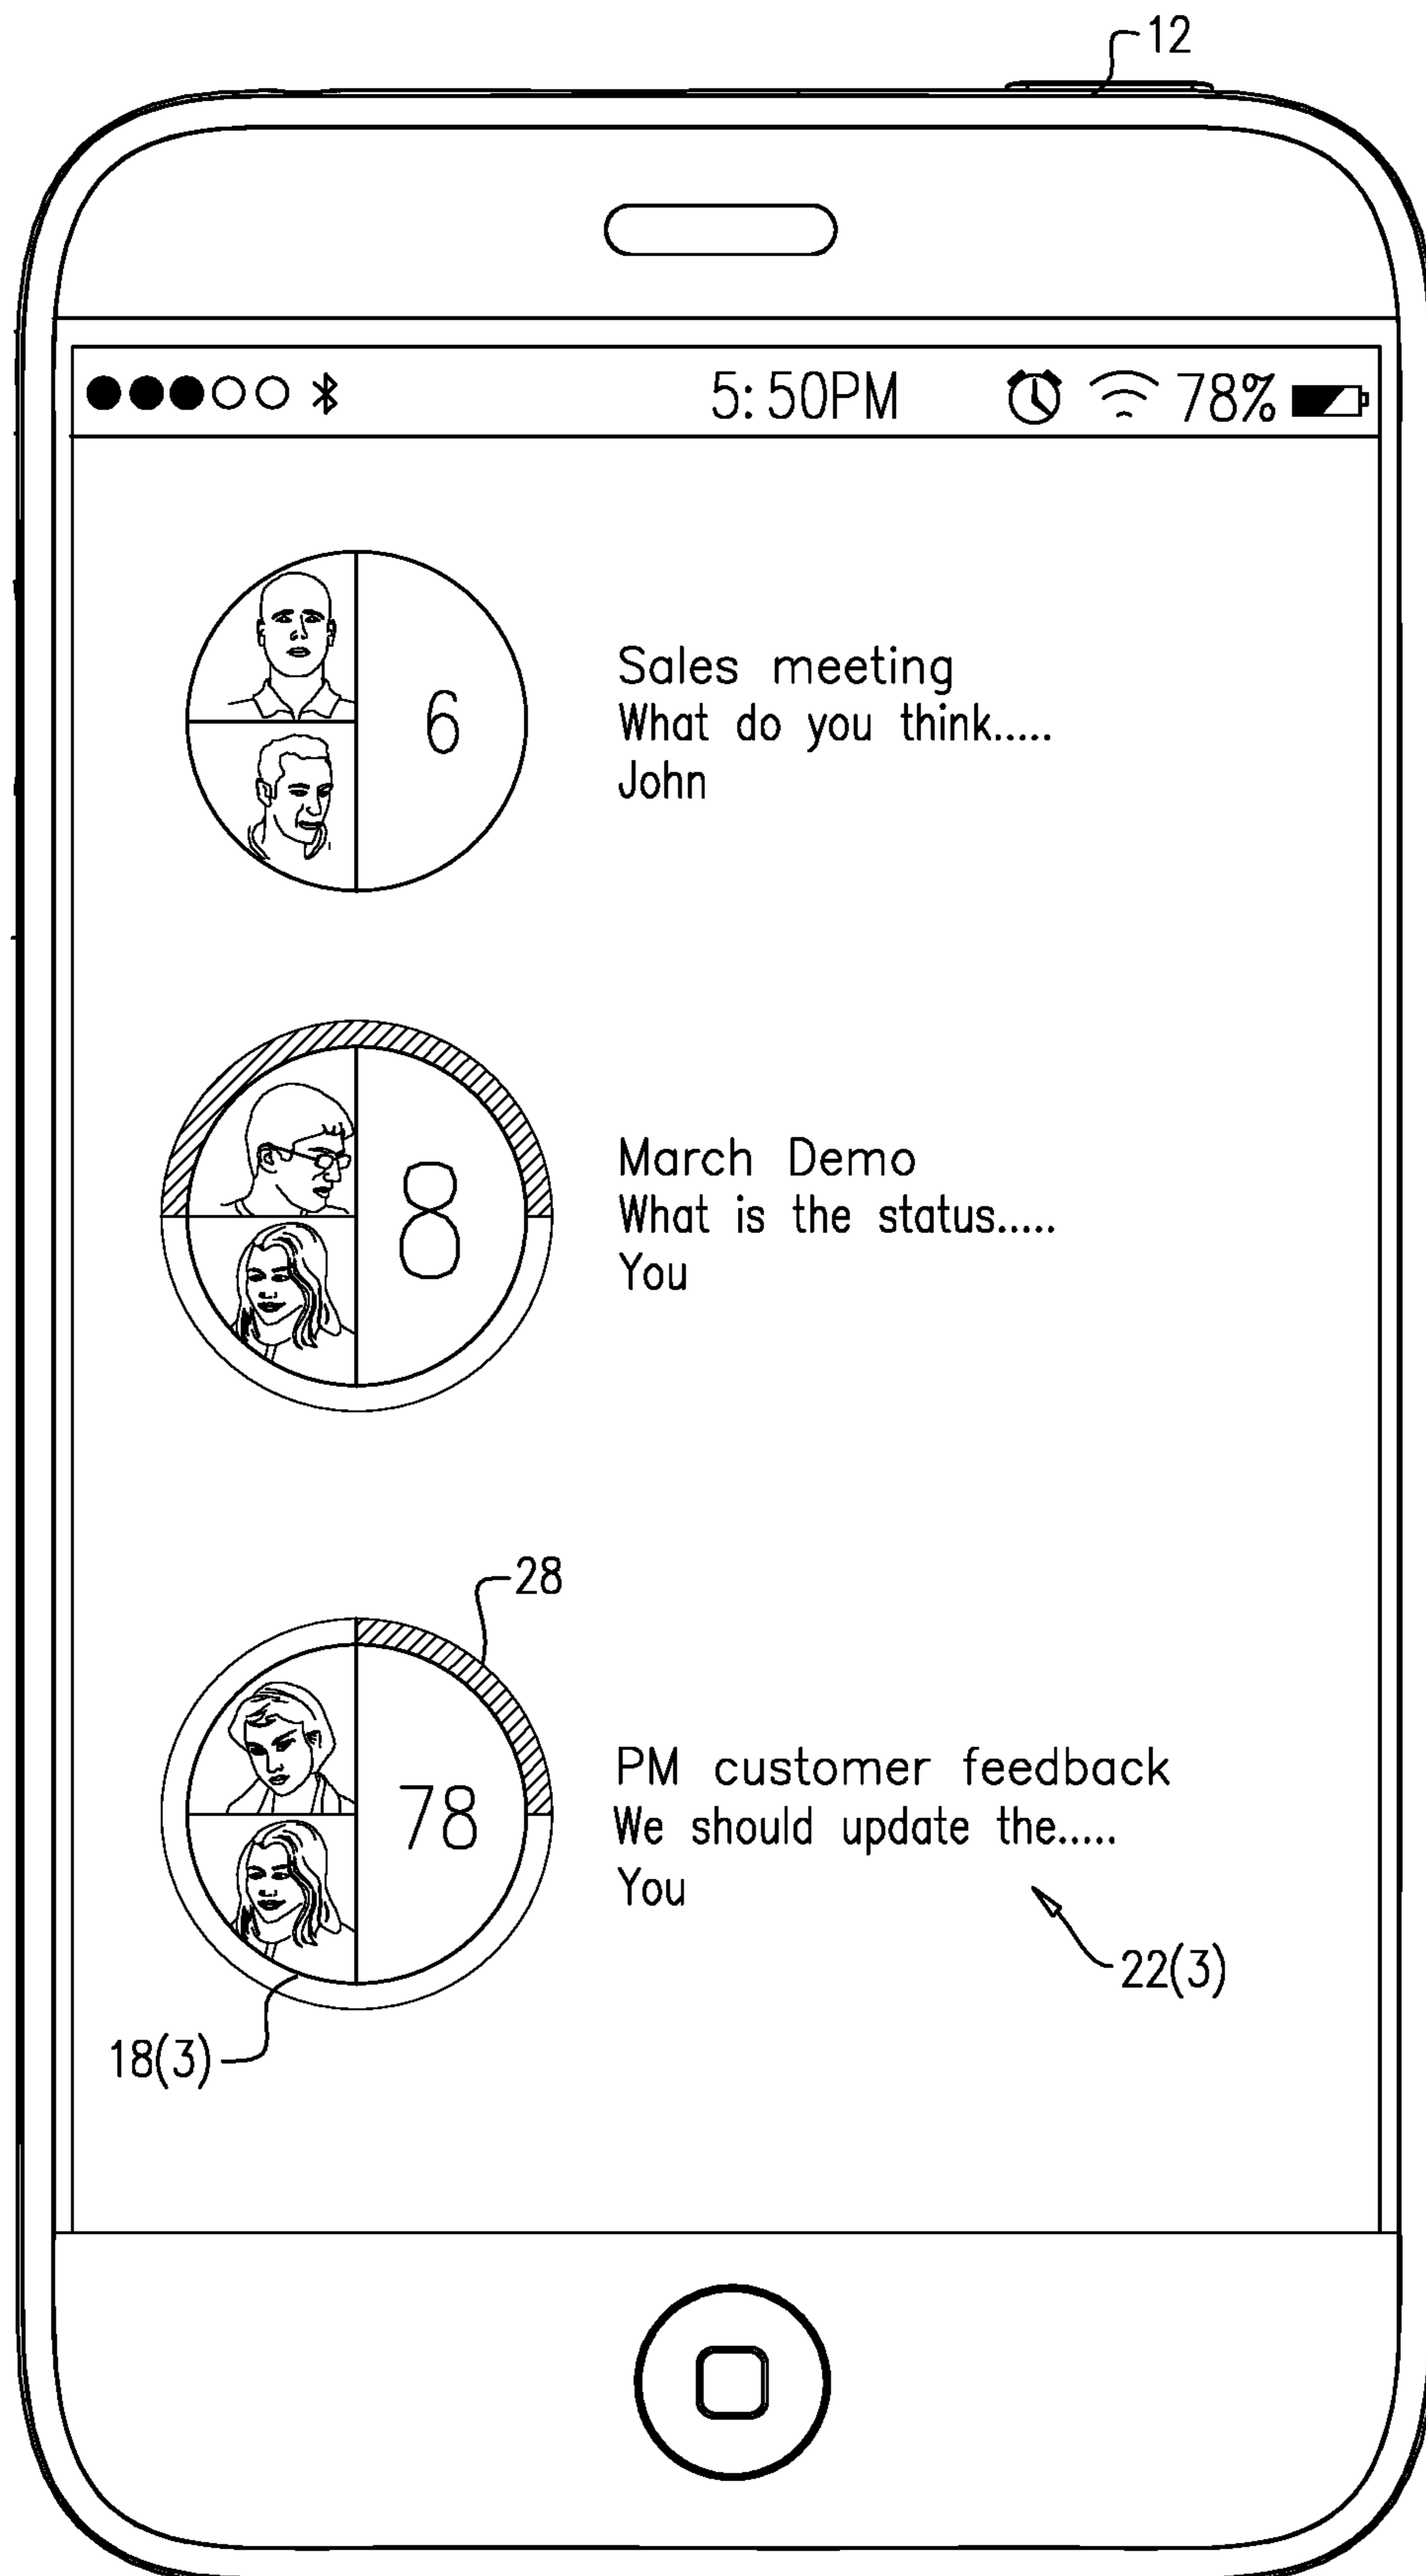 12
5:50PM 78%
6
Sales meeting
What do you think.....
John
8
March Demo
What is the status.....
You
28
78
PM customer feedback
We should update the.....
You
22(3)
18(3)